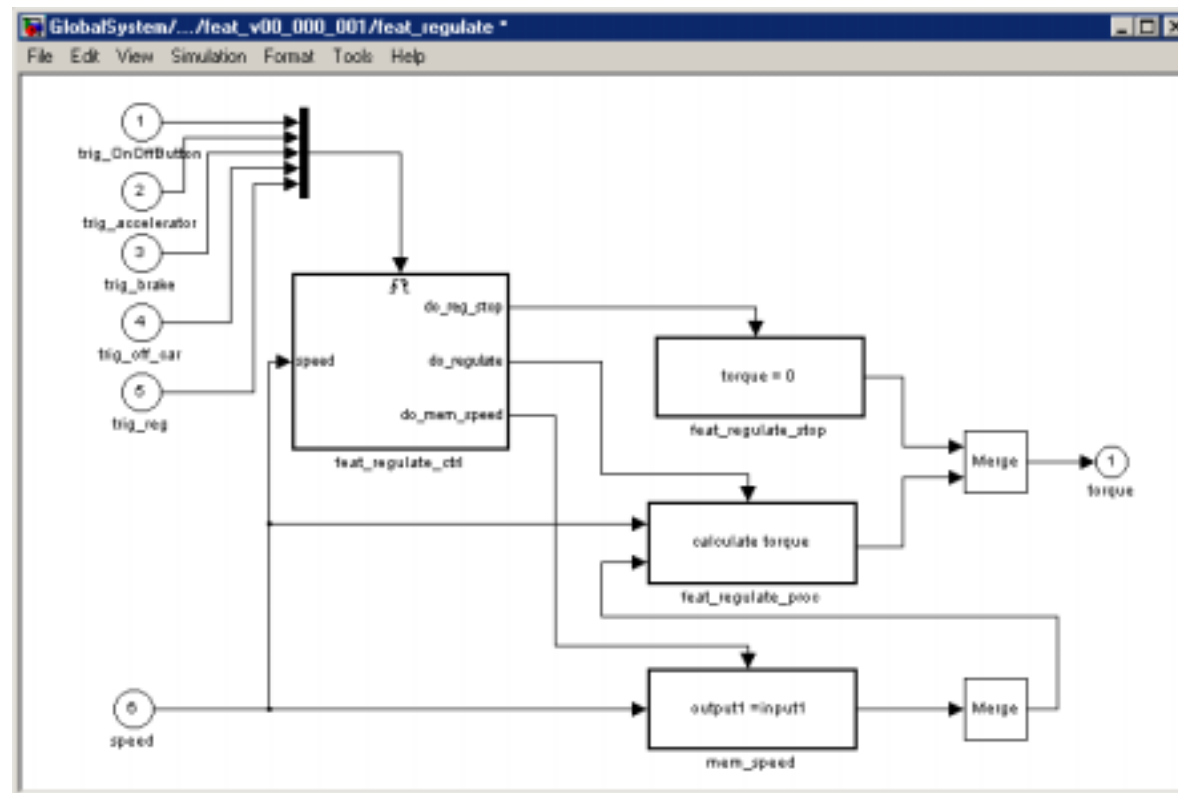 GlobalSystem/.../feat_v00_000_001/feat_regulate *
File Edit View Simulation Format Tools Help
1
trig_OnOffButton
2
trig_accelerator
3
trig_brake
4
trig_off_car
5
trig_reg
do_reg_stop
speed
do_regulate
do_mem_speed
feat_regulate_ctrl
torque = 0
feat_regulate_stop
Merge
1
torque
calculate torque
feat_regulate_proc
6
speed
output1 =input1
mem_speed
Merge